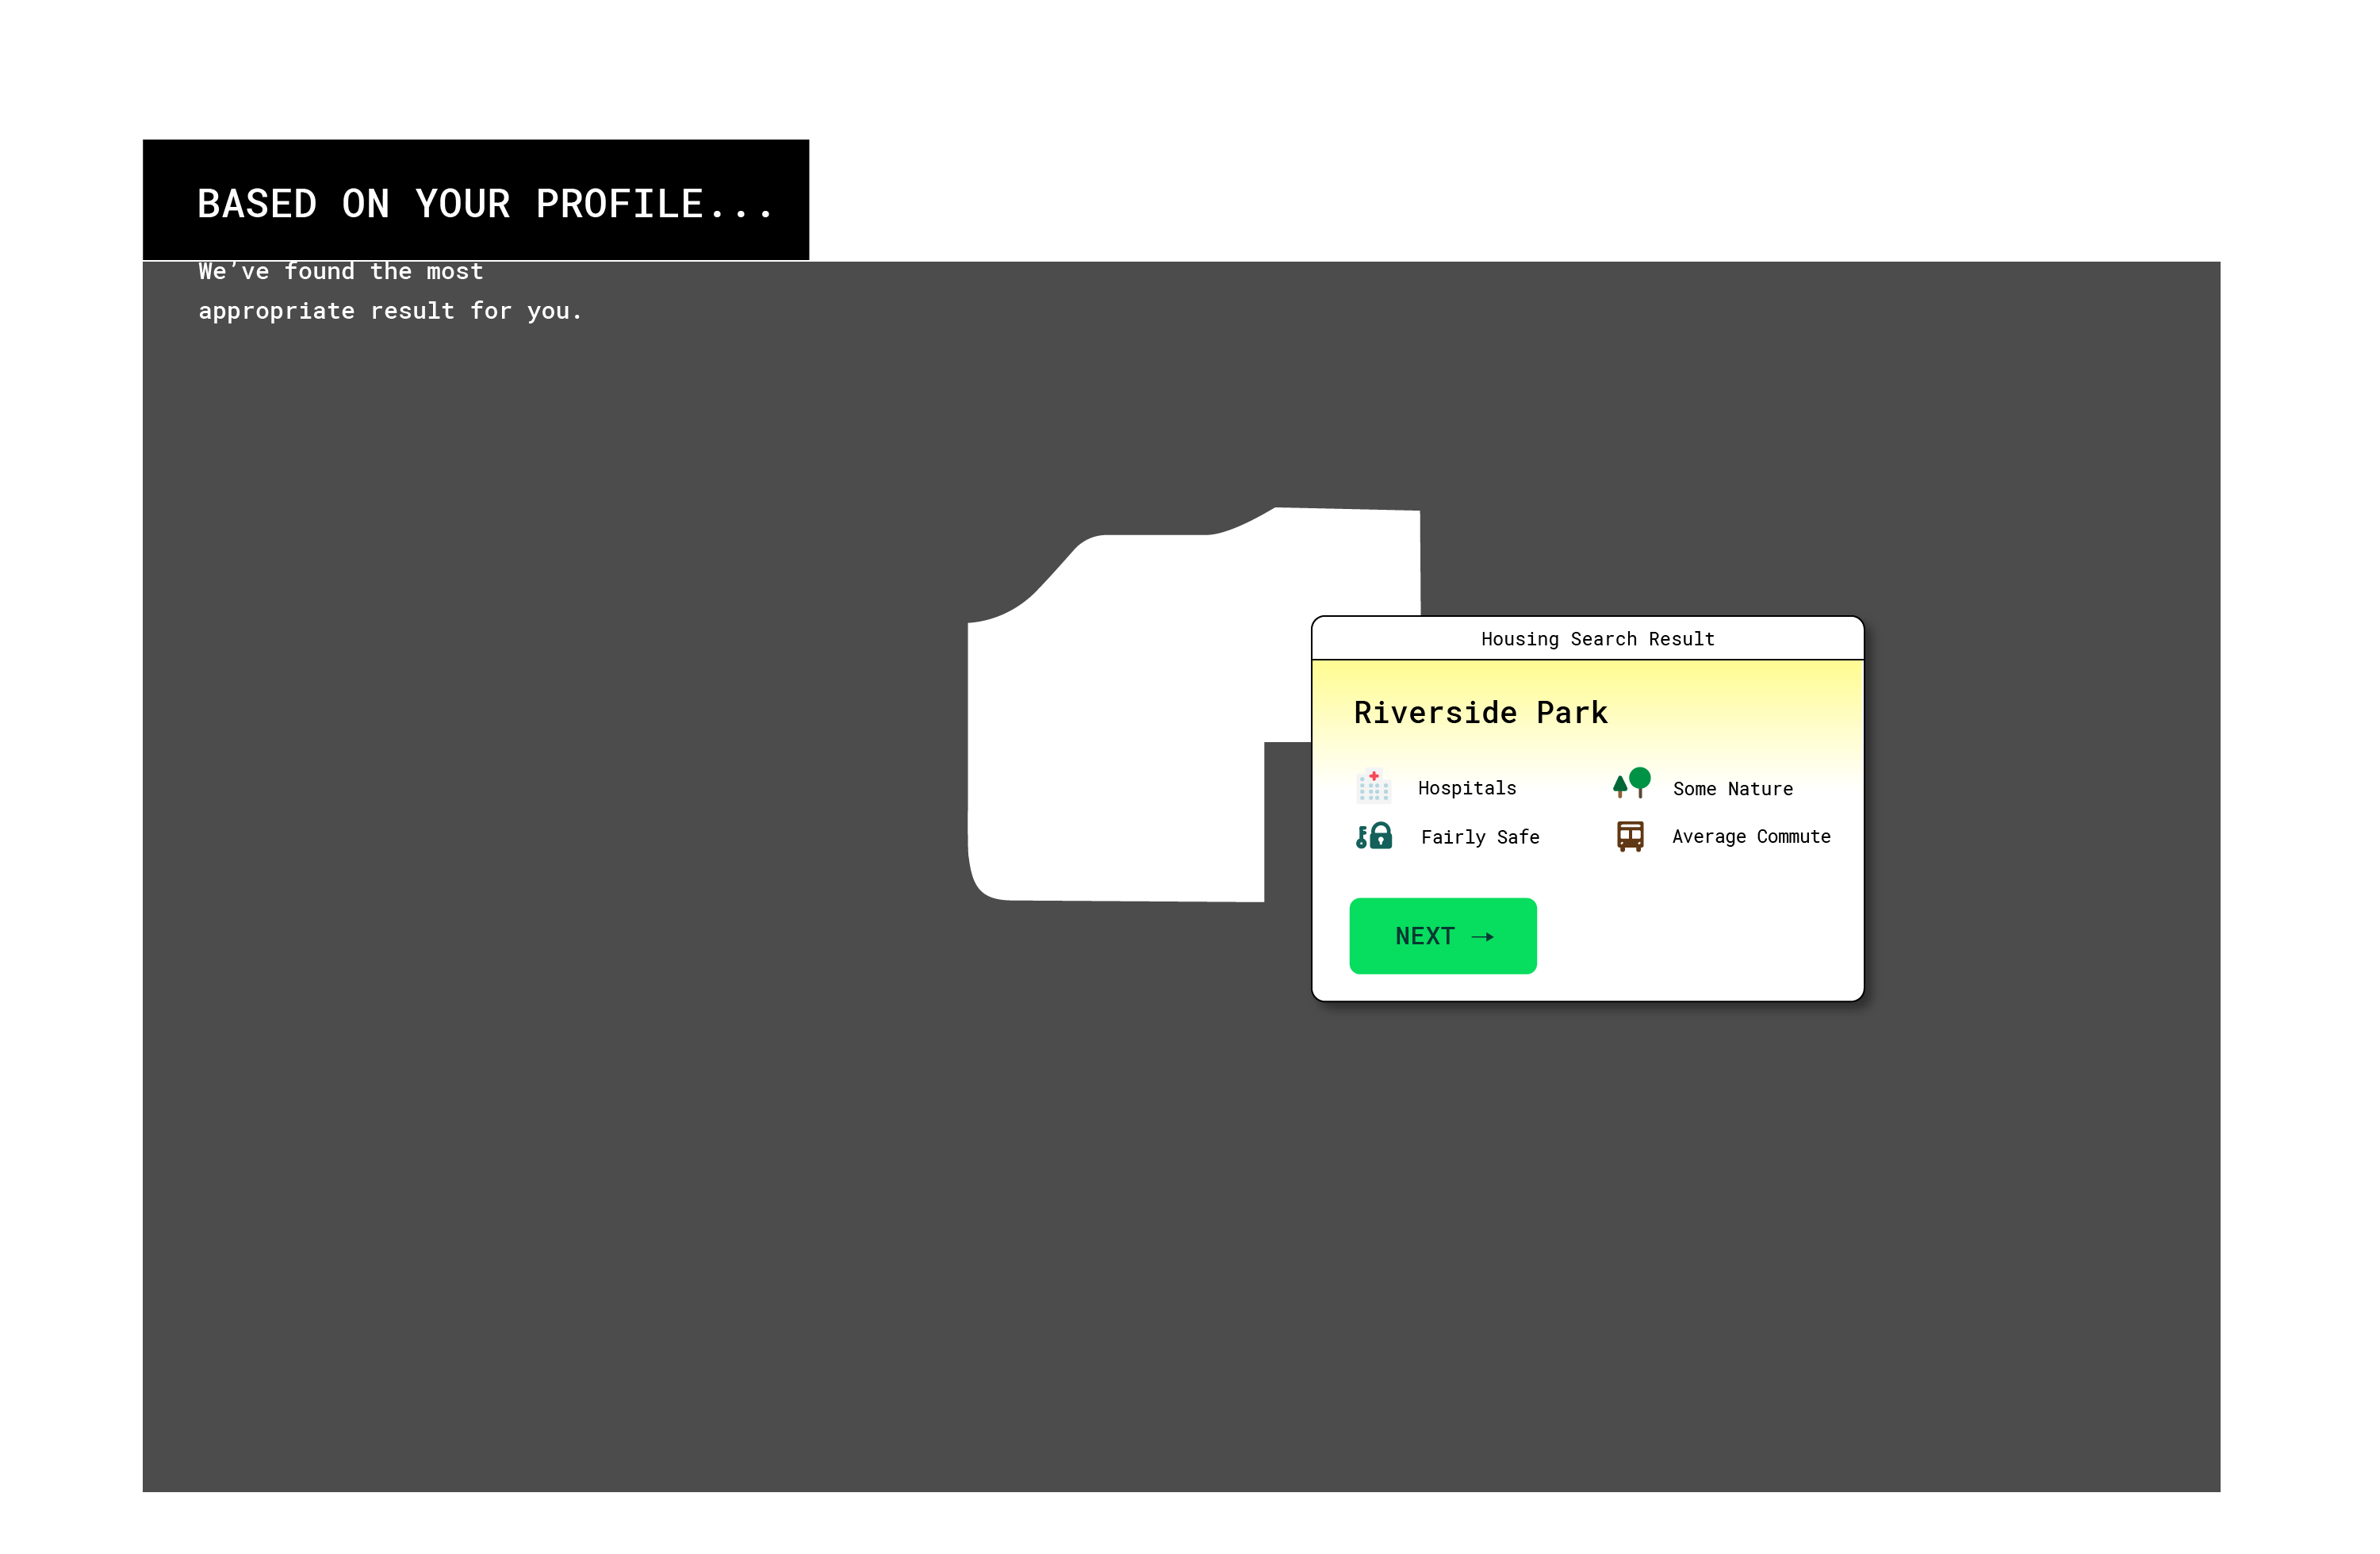 BASED ON YOUR PROFILE...
We’ve found the most
appropriate result for you.
Housing Search Result
Riverside Park
Hospitals
Some Nature
Fairly Safe
Average Commute
NEXT →